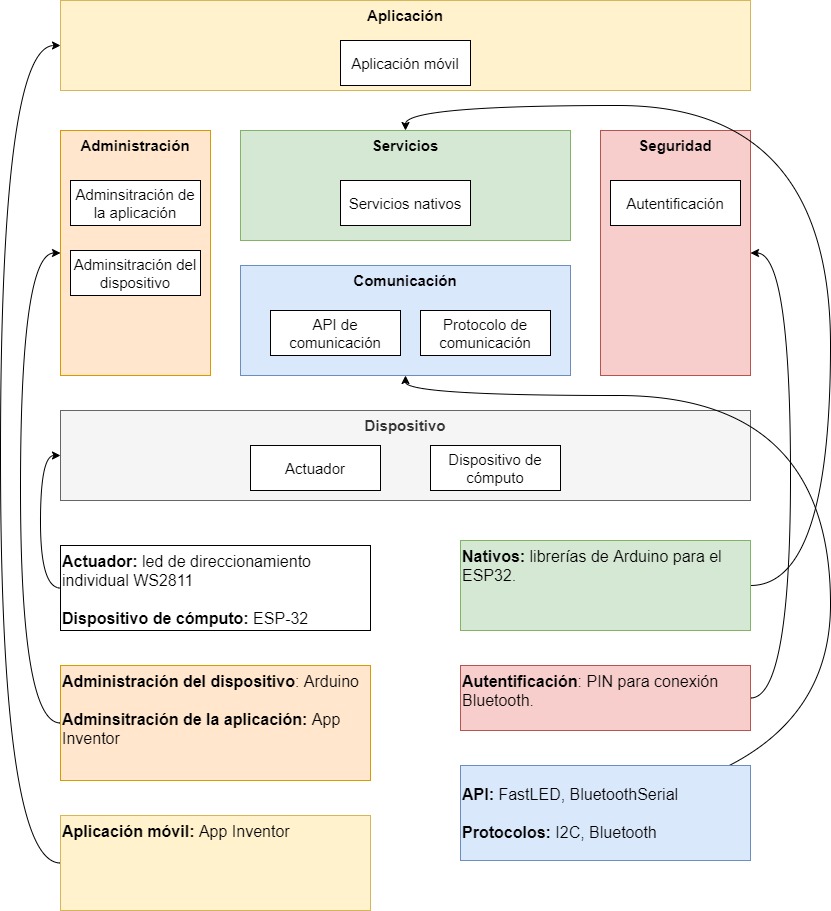 Aplicación
Aplicación móvil
Administración
Adminsitración de
la aplicación
Adminsitración del
dispositivo
Servicios
Servicios nativos
Seguridad
Autentificación
Comunicación
API de
comunicación
Protocolo de
comunicación
Dispositivo
Actuador
Dispositivo de
cómputo
Actuador: led de direccionamiento
individual WS2811
Dispositivo de cómputo: ESP-32
Nativos: librerías de Arduino para el
ESP32.
Administración del dispositivo: Arduino
Adminsitración de la aplicación: App
Inventor
Autentificación: PIN para conexión
Bluetooth.
API: FastLED, BluetoothSerial
Protocolos: I2C, Bluetooth
Aplicación móvil: App Inventor